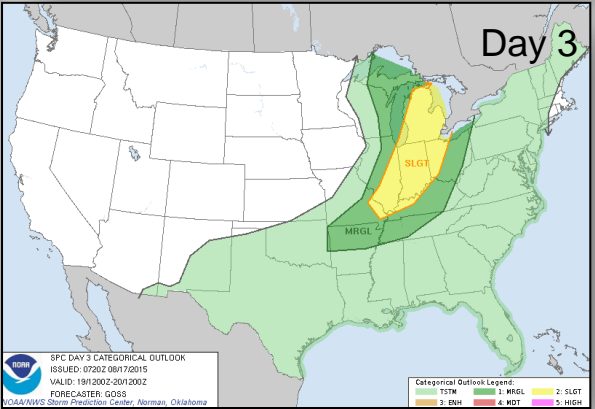 Day 3
SLGT
MRGL
NOAA
SPC DAY 3 CATEGORICAL OUTLOOK
ISSUED: 0720Z 08/17/2015
VALID: 19/1200Z-20/1200Z
FORECASTER: GOSS
NOAA/NWS Storm Prediction Center, Norman, Oklahoma
Categorical Outlook Legend:
TSTM 1: MRGL 2: SLGT
3: ENH 4: MDT 5: HIGH